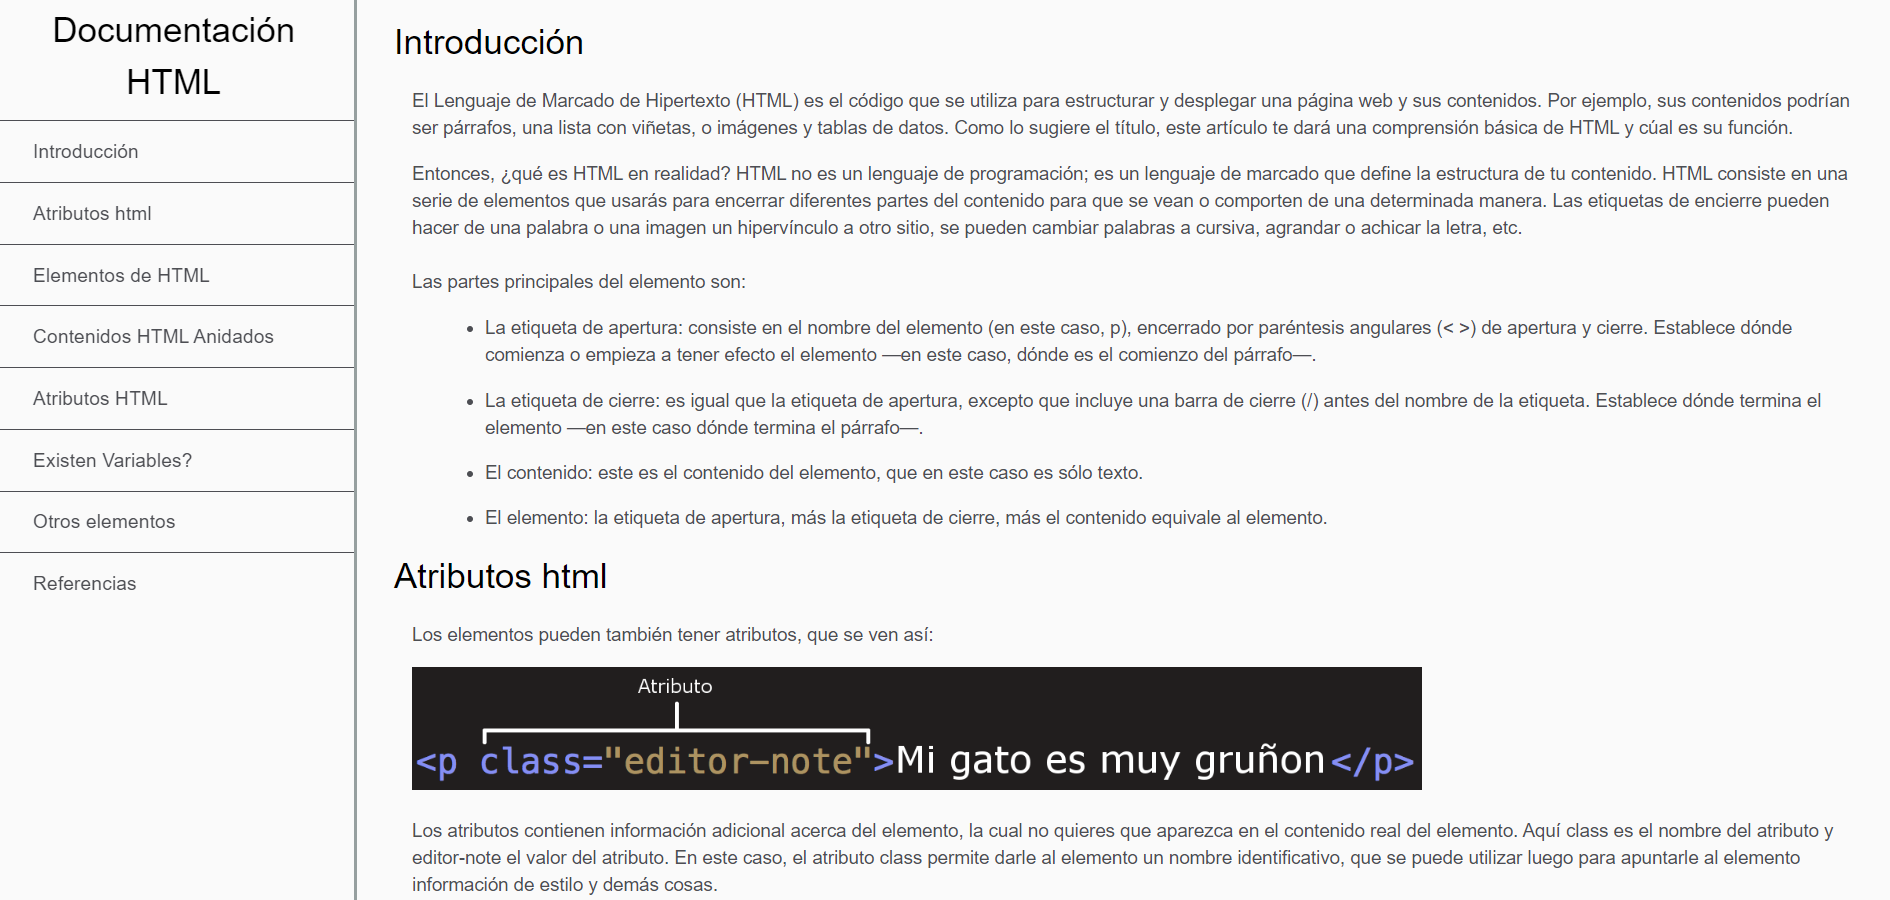 Documentación
HTML
Introducción
Atributos html
Elementos de HTML
Contenidos HTML Anidados
Atributos HTML
Existen Variables?
Otros elementos
Referencias
Introducción
El Lenguaje de Marcado de Hipertexto (HTML) es el código que se utiliza para estructurar y desplegar una página web y sus contenidos. Por ejemplo, sus contenidos podrían
ser párrafos, una lista con viñetas, o imágenes y tablas de datos. Como lo sugiere el título, este artículo te dará una comprensión básica de HTML y cúal es su función.
Entonces, ¿qué es HTML en realidad? HTML no es un lenguaje de programación; es un lenguaje de marcado que define la estructura de tu contenido. HTML consiste en una
serie de elementos que usarás para encerrar diferentes partes del contenido para que se vean o comporten de una determinada manera. Las etiquetas de encierre pueden
hacer de una palabra o una imagen un hipervínculo a otro sitio, se pueden cambiar palabras a cursiva, agrandar o achicar la letra, etc.
Las partes principales del elemento son:
• La etiqueta de apertura: consiste en el nombre del elemento (en este caso, p), encerrado por paréntesis angulares (< >) de apertura y cierre. Establece dónde
comienza o empieza a tener efecto el elemento —en este caso, dónde es el comienzo del párrafo—.
• La etiqueta de cierre: es igual que la etiqueta de apertura, excepto que incluye una barra de cierre (/) antes del nombre de la etiqueta. Establece dónde termina el
elemento —en este caso dónde termina el párrafo—.
• El contenido: este es el contenido del elemento, que en este caso es sólo texto.
• El elemento: la etiqueta de apertura, más la etiqueta de cierre, más el contenido equivale al elemento.
Atributos html
Los elementos pueden también tener atributos, que se ven así:
Atributo
<p class="editor-note">Mi gato es muy gruñon</p>
Los atributos contienen información adicional acerca del elemento, la cual no quieres que aparezca en el contenido real del elemento. Aquí class es el nombre del atributo y
editor-note el valor del atributo. En este caso, el atributo class permite darle al elemento un nombre identificativo, que se puede utilizar luego para apuntarle al elemento
información de estilo y demás cosas.